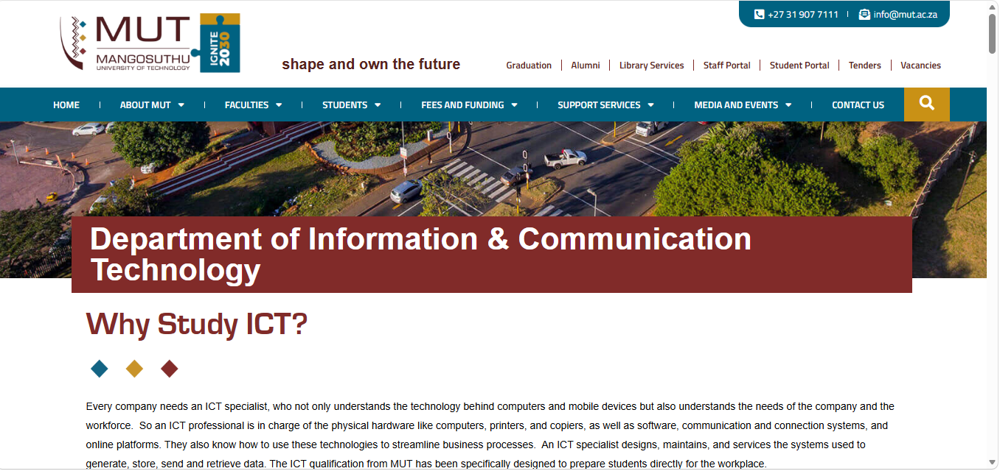 +27 31 907 7111
info@mut.ac.za
MUT
MANGOSUTHU
UNIVERSITY OF TECHNOLOGY
IGNITE
2030
shape and own the future
Graduation
Alumni
Library Services
Staff Portal
Student Portal
Tenders
Vacancies
HOME
ABOUT MUT
FACULTIES
STUDENTS
FEES AND FUNDING
SUPPORT SERVICES
MEDIA AND EVENTS
CONTACT US
Department of Information & Communication
Technology
Why Study ICT?
Every company needs an ICT specialist, who not only understands the technology behind computers and mobile devices but also understands the needs of the company and the
workforce.  So an ICT professional is in charge of the physical hardware like computers, printers, and copiers, as well as software, communication and connection systems, and
online platforms. They also know how to use these technologies to streamline business processes.  An ICT specialist designs, maintains, and services the systems used to
generate, store, send and retrieve data. The ICT qualification from MUT has been specifically designed to prepare students directly for the workplace.